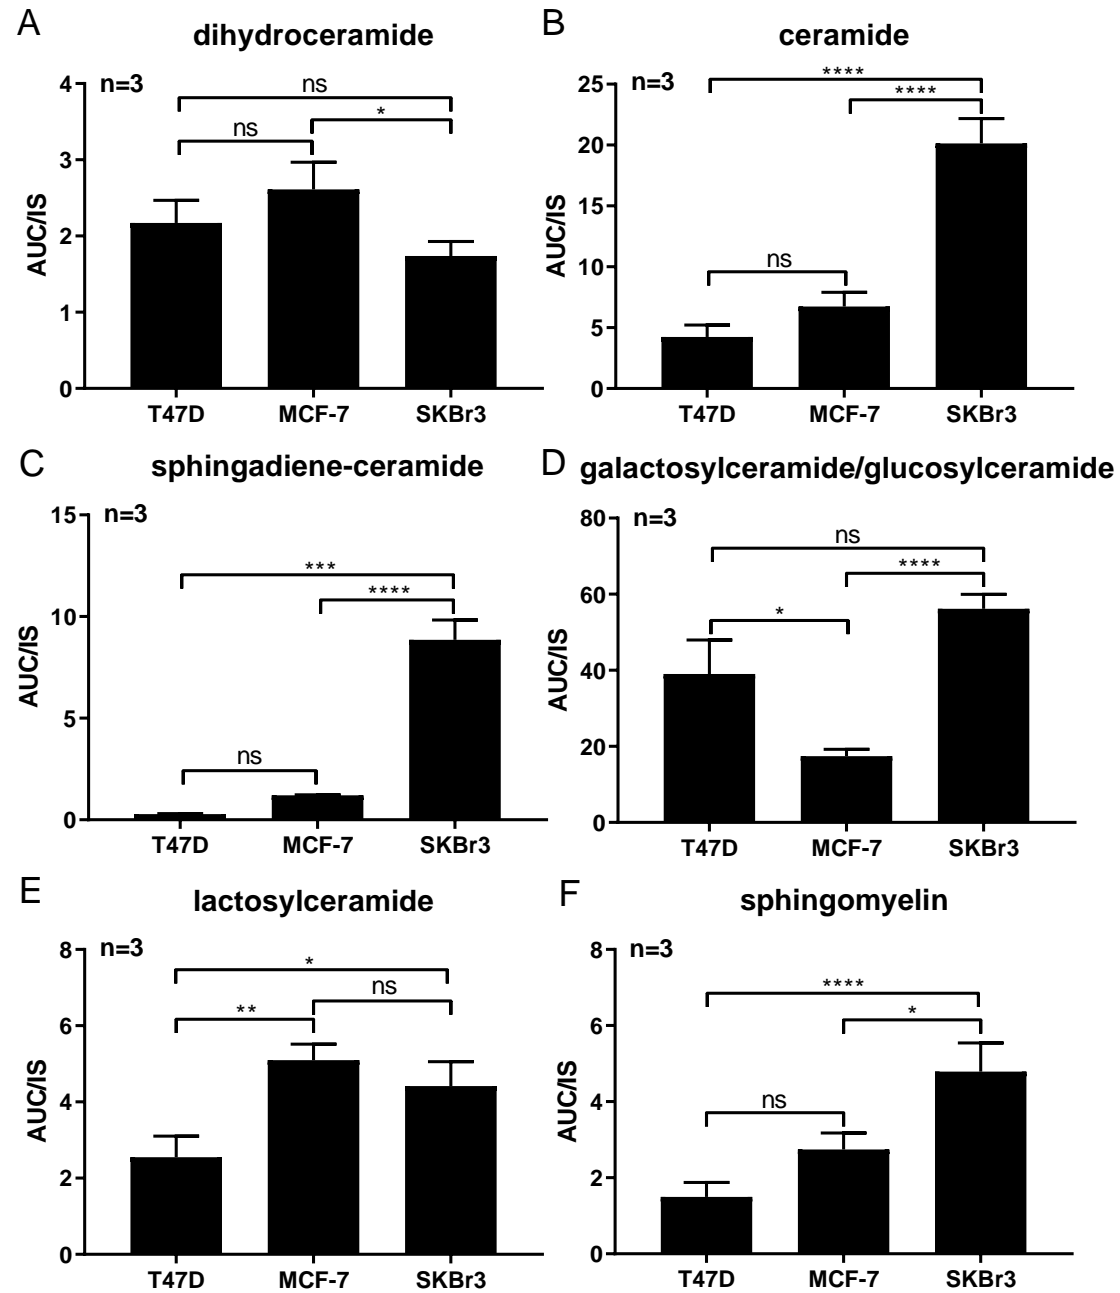 A
dihydroceramide
n=3
AUC/IS
4
3
2
1
0
ns
*
ns
T47D MCF-7 SKBr3
B
ceramide
n=3
AUC/IS
25
20
15
10
5
0
****
****
ns
T47D MCF-7 SKBr3
C
sphingadiene-ceramide
n=3
AUC/IS
15
10
5
0
***
****
ns
T47D MCF-7 SKBr3
D
galactosylceramide/glucosylceramide
n=3
AUC/IS
80
60
40
20
0
ns
****
*
T47D MCF-7 SKBr3
E
lactosylceramide
n=3
AUC/IS
8
6
4
2
0
*
ns
**
T47D MCF-7 SKBr3
F
sphingomyelin
n=3
AUC/IS
8
6
4
2
0
****
*
ns
T47D MCF-7 SKBr3